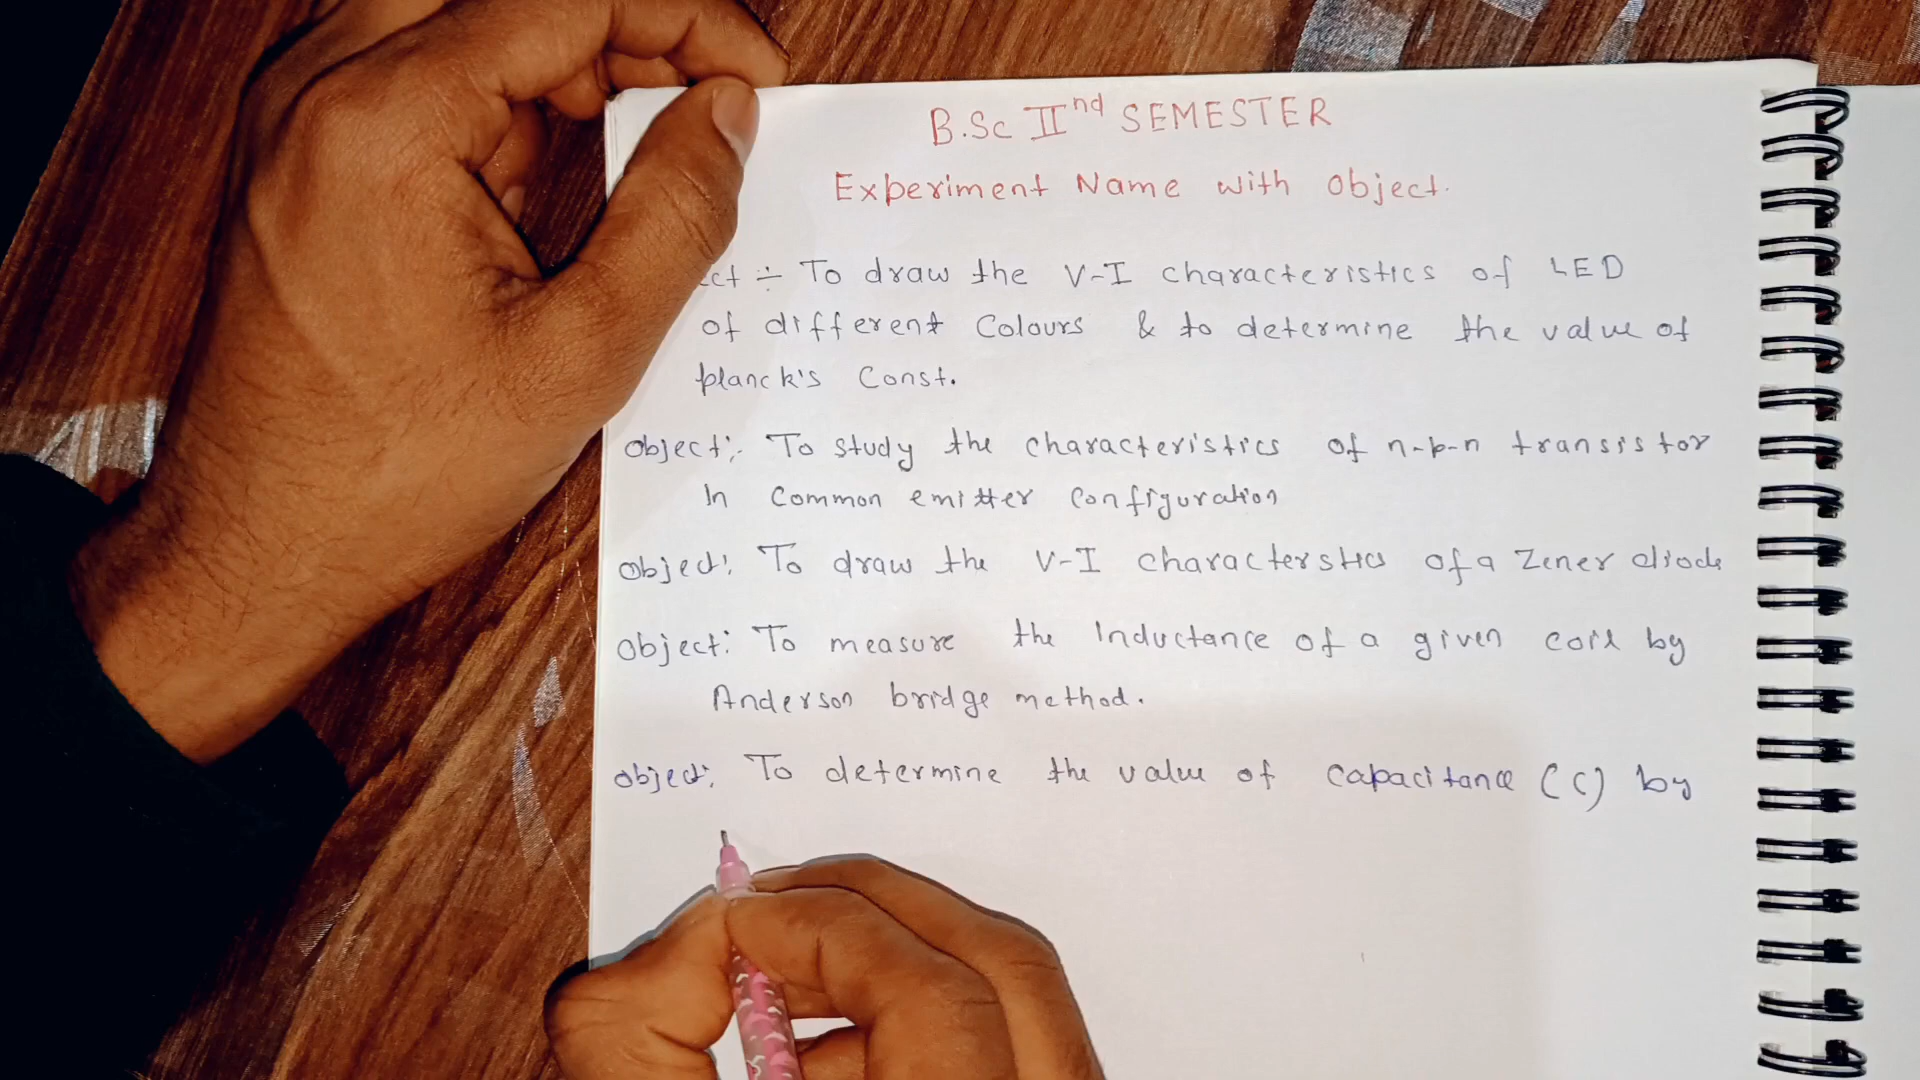 B.Sc IInd SEMESTER
Experiment Name with Object.
ect ÷ To draw the V-I characteristics of LED
of different Colours & to determine the value of
planck's Const.
Object:- To study the characteristics of n-p-n transistor
In Common emitter Configuration
Object: To draw the V-I characterstics of a Zener diode
Object: To measure the Inductance of a given coil by
Anderson bridge method.
Object: To determine the value of Capacitance (C) by